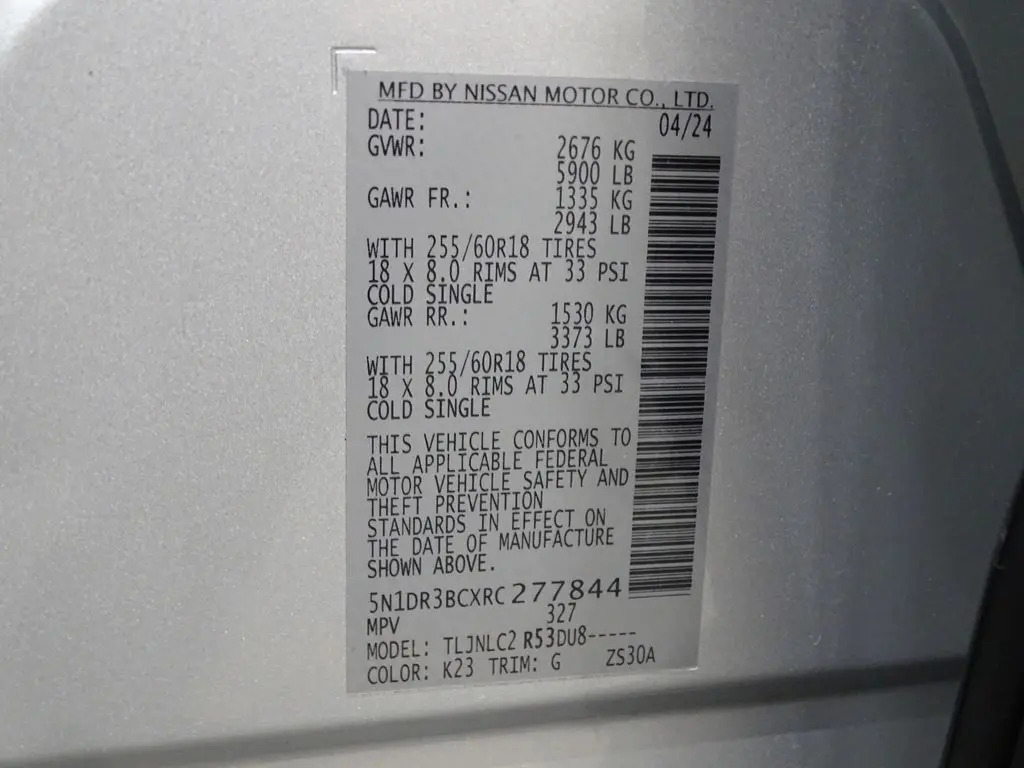 MFD BY NISSAN MOTOR CO., LTD.
DATE: 04/24
GVWR: 2676 KG
5900 LB
GAWR FR.: 1335 KG
2943 LB
WITH 255/60R18 TIRES
18 X 8.0 RIMS AT 33 PSI
COLD SINGLE
GAWR RR.: 1530 KG
3373 LB
WITH 255/60R18 TIRES
18 X 8.0 RIMS AT 33 PSI
COLD SINGLE
THIS VEHICLE CONFORMS TO
ALL APPLICABLE FEDERAL
MOTOR VEHICLE SAFETY AND
THEFT PREVENTION
STANDARDS IN EFFECT ON
THE DATE OF MANUFACTURE
SHOWN ABOVE.
5N1DR3BCXRC277844
MPV 327
MODEL: TLJNLC2 R53DU8-----
COLOR: K23 TRIM: G ZS30A